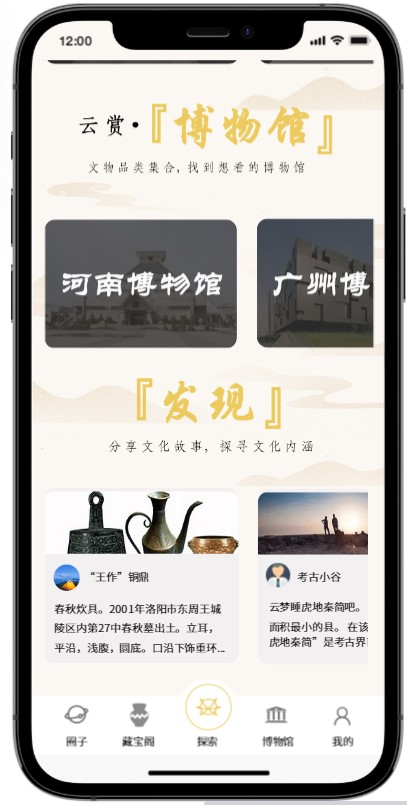 12:00
云赏·『博物馆』
文物品类集合,找到想看的博物馆
河南博物馆
广州博
『发现』
分享文化故事,探寻文化内涵
“王作”铜鼎
春秋炊具。2001年洛阳市东周王城
陵区内第27中春秋墓出土。立耳,
平沿,浅腹,圆底。口沿下饰重环...
考古小谷
云梦睡虎地秦简吧。
面积最小的县。在该
虎地秦简”是考古界
圈子
藏宝阁
探索
博物馆
我的